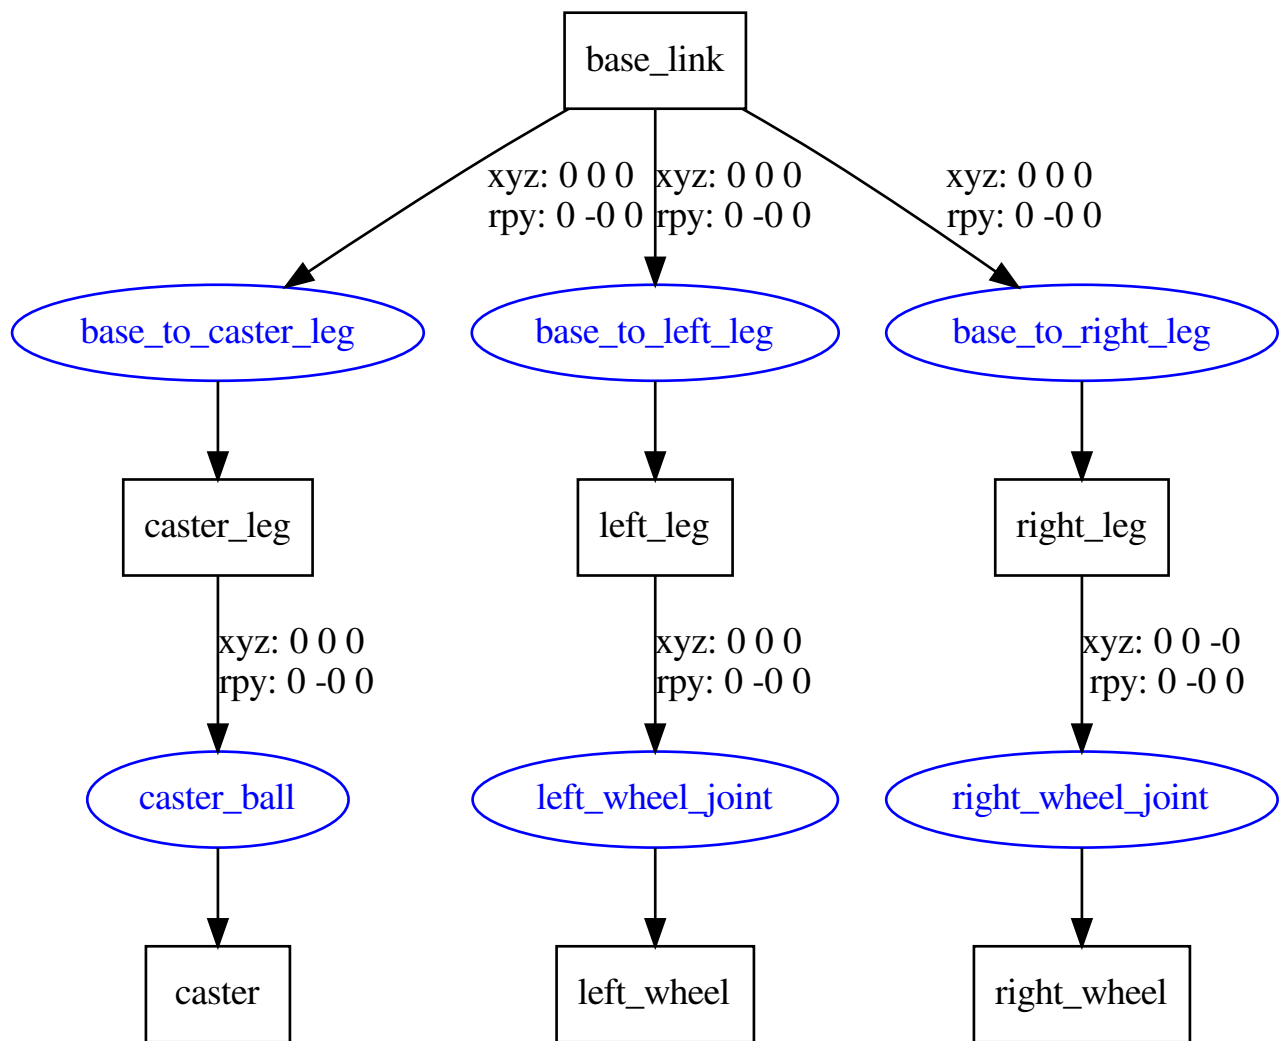 base_link
xyz: 0 0 0
rpy: 0 -0 0
xyz: 0 0 0
rpy: 0 -0 0
xyz: 0 0 0
rpy: 0 -0 0
base_to_caster_leg
base_to_left_leg
base_to_right_leg
caster_leg
left_leg
right_leg
xyz: 0 0 0
rpy: 0 -0 0
xyz: 0 0 0
rpy: 0 -0 0
xyz: 0 0 -0
rpy: 0 -0 0
caster_ball
left_wheel_joint
right_wheel_joint
caster
left_wheel
right_wheel